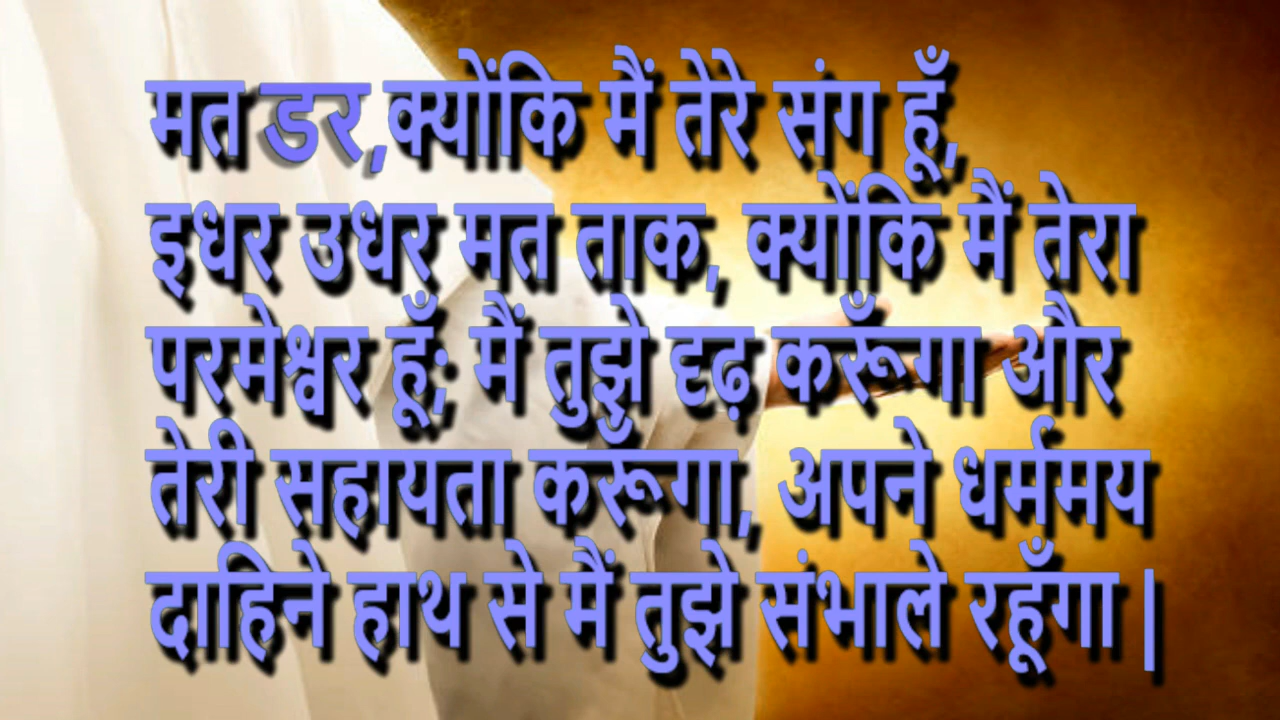 मत डर,क्योंकि मैं तेरे संग हूँ,
इधर उधर मत ताक, क्योंकि मैं तेरा
परमेश्वर हूँ; मैं तुझे दृढ़ करूँगा और
तेरी सहायता करूँगा, अपने धर्ममय
दाहिने हाथ से मैं तुझे संभाले रहूँगा |